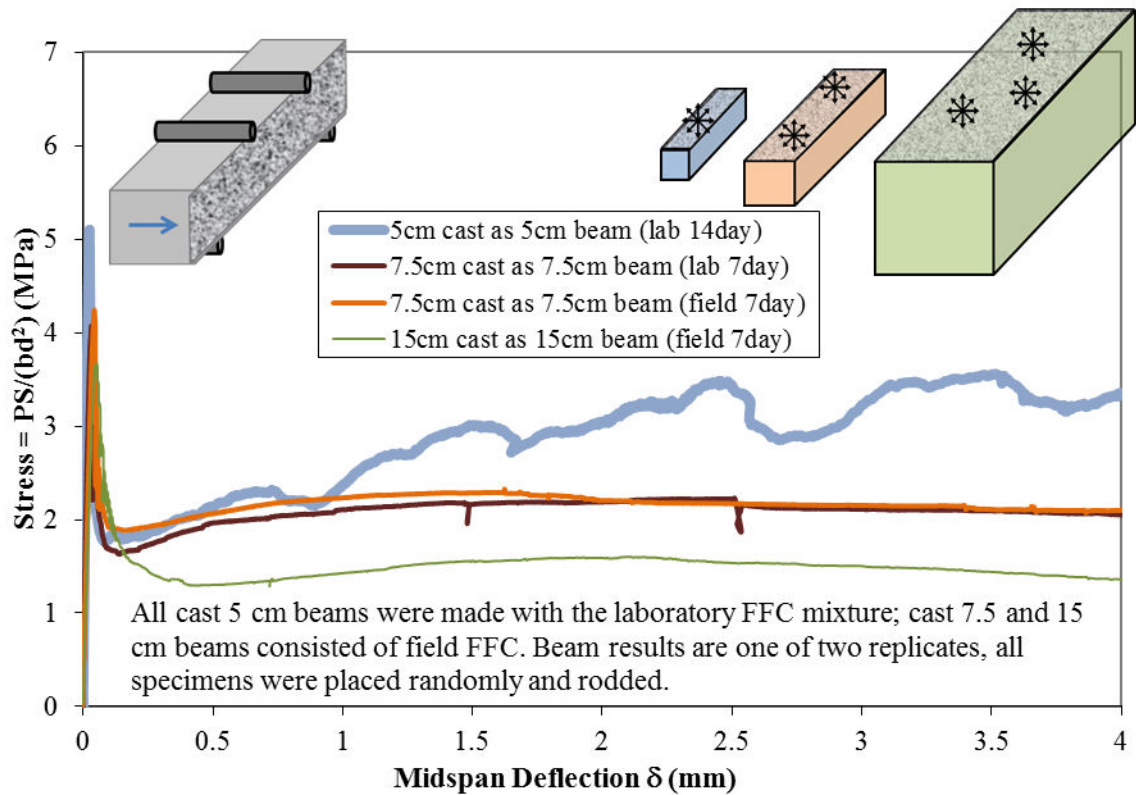 7
6
5
4
3
2
1
0
Stress = PS/(bd²) (MPa)
5cm cast as 5cm beam (lab 14day)
7.5cm cast as 7.5cm beam (lab 7day)
7.5cm cast as 7.5cm beam (field 7day)
15cm cast as 15cm beam (field 7day)
All cast 5 cm beams were made with the laboratory FFC mixture; cast 7.5 and 15
cm beams consisted of field FFC. Beam results are one of two replicates, all
specimens were placed randomly and rodded.
0 0.5 1 1.5 2 2.5 3 3.5 4
Midspan Deflection δ (mm)